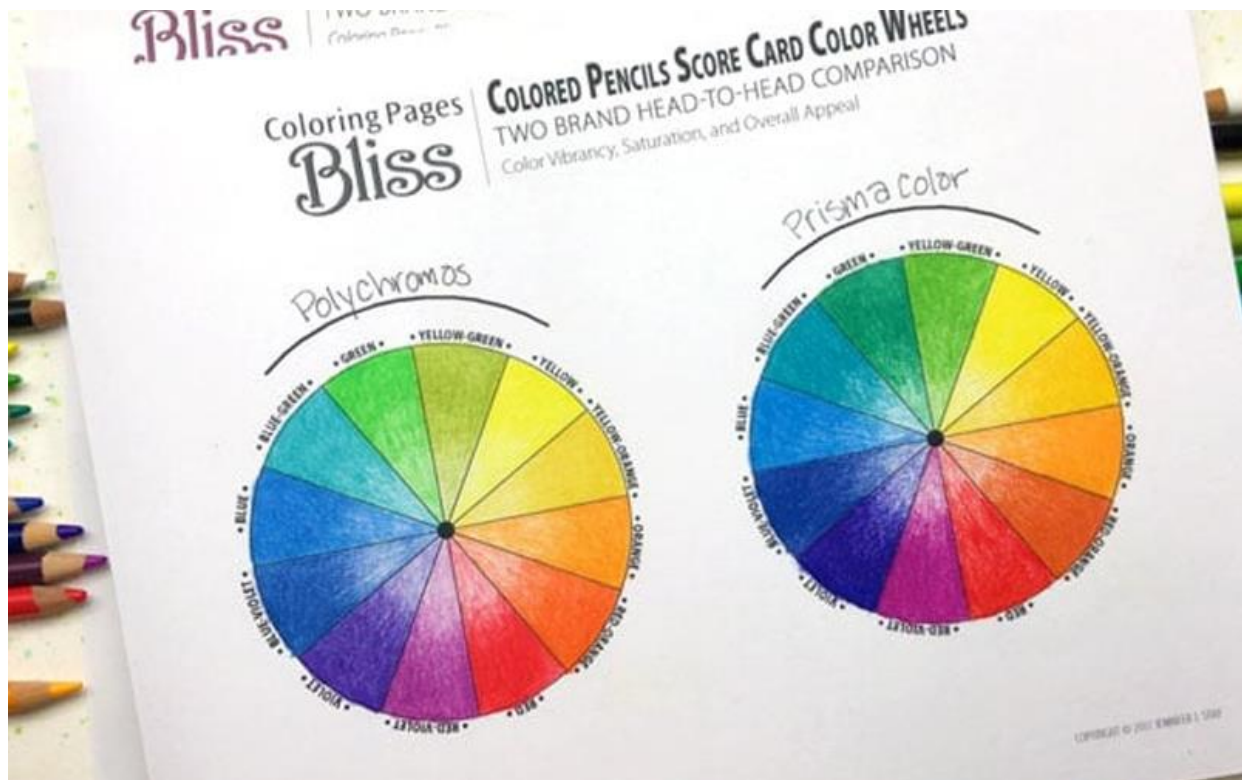 Bliss
Coloring Pages
Bliss
COLORED PENCILS SCORE CARD COLOR WHEELS
TWO BRAND HEAD-TO-HEAD COMPARISON
Color Vibrancy, Saturation, and Overall Appeal
Polychromos
• YELLOW-GREEN •
• YELLOW •
• YELLOW-ORANGE •
• ORANGE •
• RED-ORANGE •
• RED •
• RED-VIOLET •
• VIOLET •
• BLUE-VIOLET •
• BLUE •
• BLUE-GREEN •
• GREEN •
Prisma Color
• YELLOW-GREEN •
• YELLOW •
• YELLOW-ORANGE •
• ORANGE •
• RED-ORANGE •
• RED •
• RED-VIOLET •
• VIOLET •
• BLUE-VIOLET •
• BLUE •
• BLUE-GREEN •
• GREEN •
COPYRIGHT ©